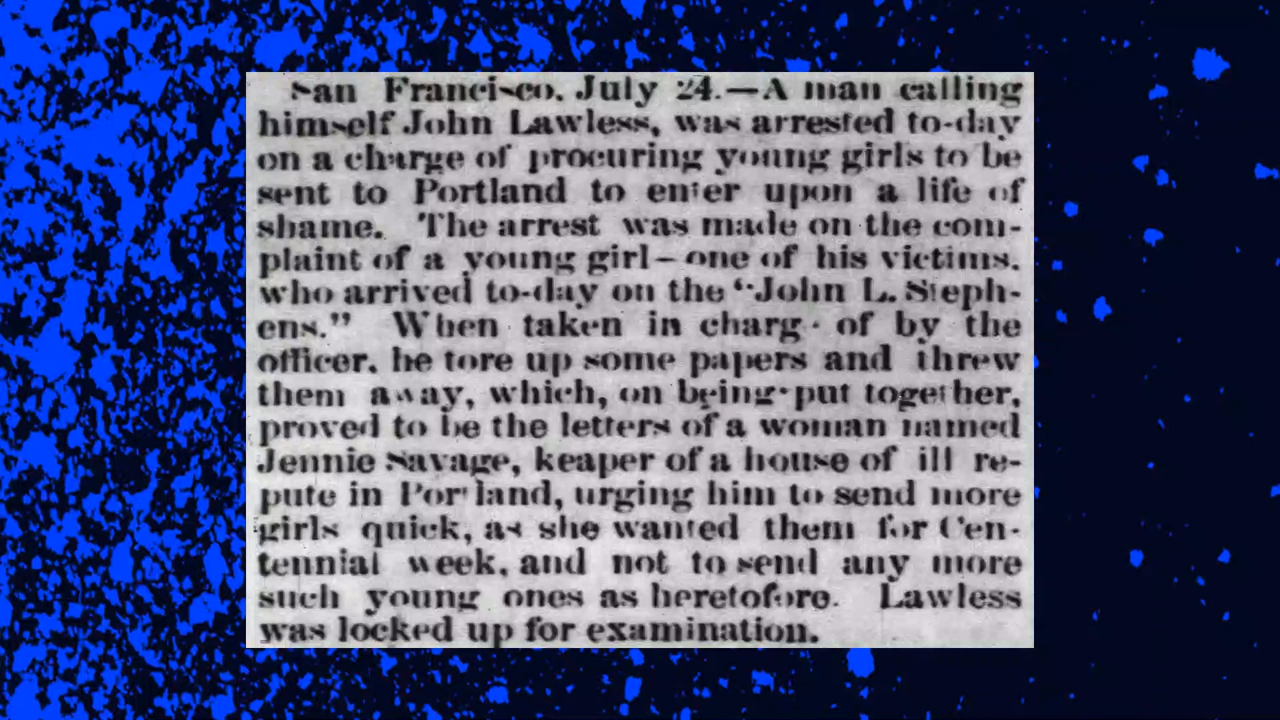 San Francisco, July 24.—A man calling
himself John Lawless, was arrested to-day
on a charge of procuring young girls to be
sent to Portland to enter upon a life of
shame. The arrest was made on the com-
plaint of a young girl—one of his victims.
who arrived to-day on the "John L. Steph-
ens." When taken in charge of by the
officer, he tore up some papers and threw
them away, which, on being put together,
proved to be the letters of a woman named
Jennie Savage, keaper of a house of ill re-
pute in Portland, urging him to send more
girls quick, as she wanted them for Cen-
tennial week, and not to send any more
such young ones as heretofore. Lawless
was locked up for examination.